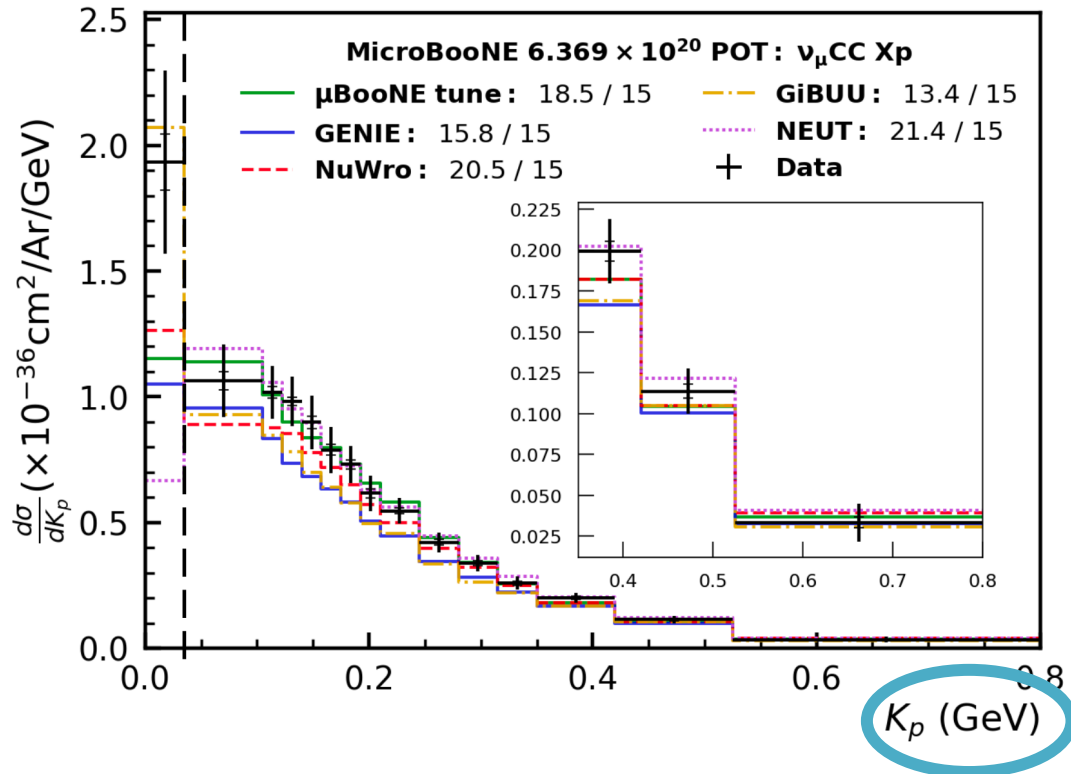 MicroBooNE 6.369 × 10²⁰ POT: νμCC Xp
μBooNE tune: 18.5 / 15
GENIE: 15.8 / 15
NuWro: 20.5 / 15
GiBUU: 13.4 / 15
NEUT: 21.4 / 15
Data
dσ/dKₚ (×10⁻³⁶cm²/Ar/GeV)
2.5
2.0
1.5
1.0
0.5
0.0
0.225
0.200
0.175
0.150
0.125
0.100
0.075
0.050
0.025
0.4 0.5 0.6 0.7 0.8
0.0 0.2 0.4 0.6 0.8
Kₚ (GeV)